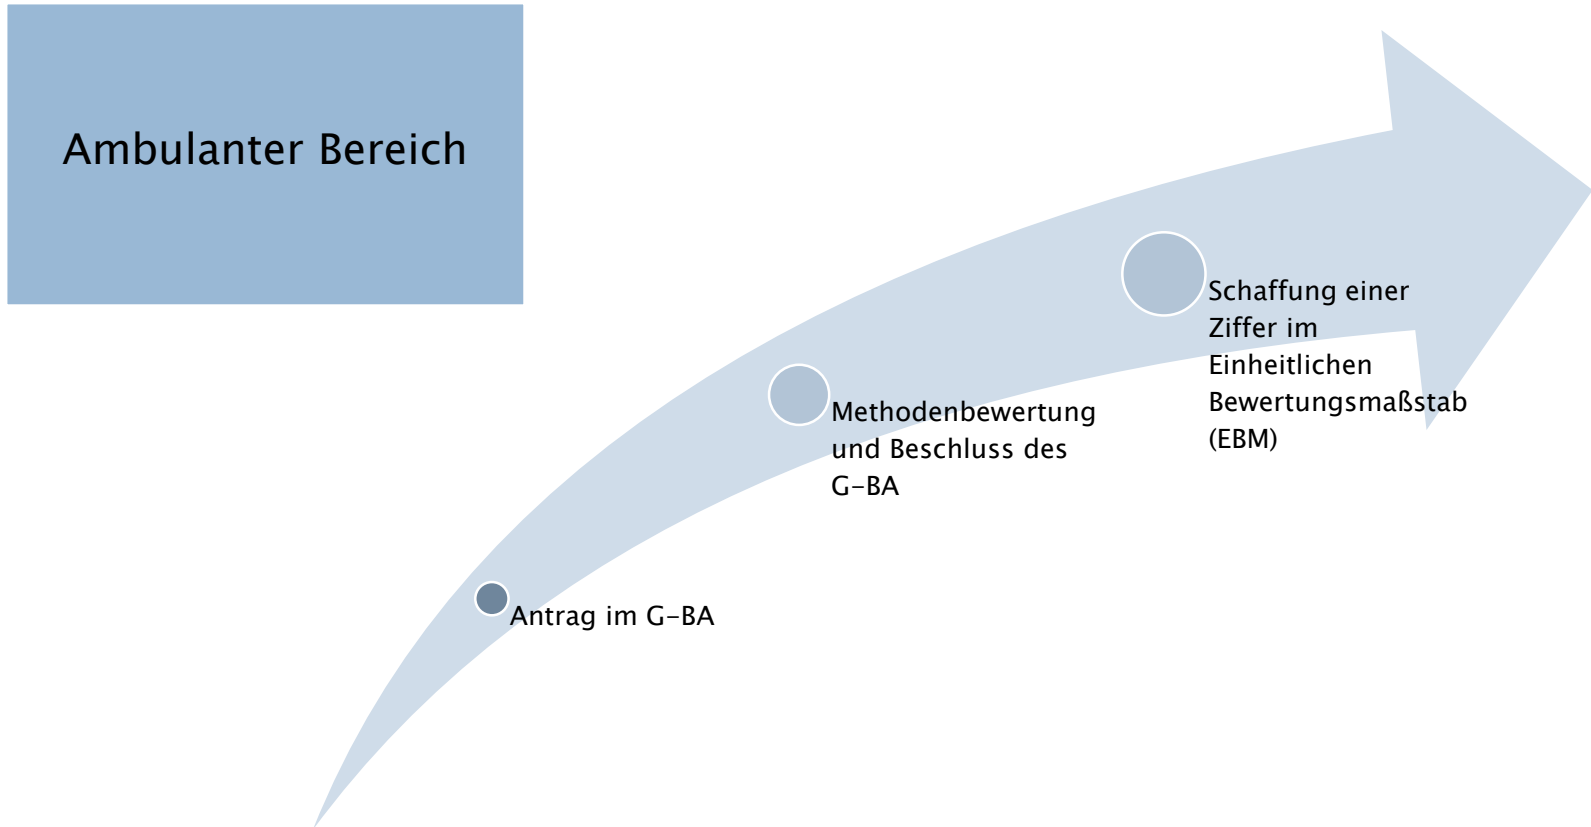 Ambulanter Bereich
Schaffung einer
Ziffer im
Einheitlichen
Bewertungsmaßstab
(EBM)
Methodenbewertung
und Beschluss des
G-BA
Antrag im G-BA